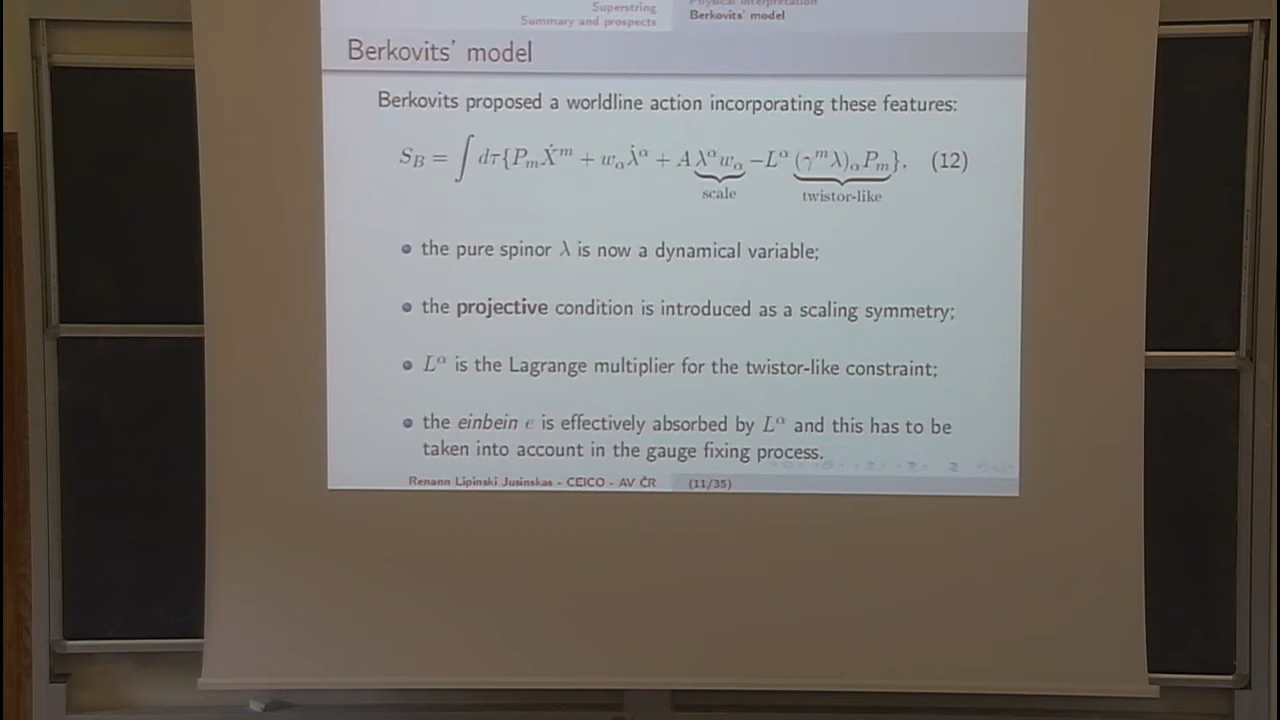 Superstring
Summary and prospects
Physical interpretation
Berkovits' model
Berkovits' model
Berkovits proposed a worldline action incorporating these features:
S_B = ∫ dτ{P_m Ẋ^m + w_α λ̇^α + A λ^α w_α − L^α (γ^m λ)_α P_m}. (12)
scale twistor-like
• the pure spinor λ is now a dynamical variable;
• the projective condition is introduced as a scaling symmetry;
• L^α is the Lagrange multiplier for the twistor-like constraint;
• the einbein e is effectively absorbed by L^α and this has to be
taken into account in the gauge fixing process.
Renann Lipinski Jusinskas - CEICO - AV ČR (11/35)